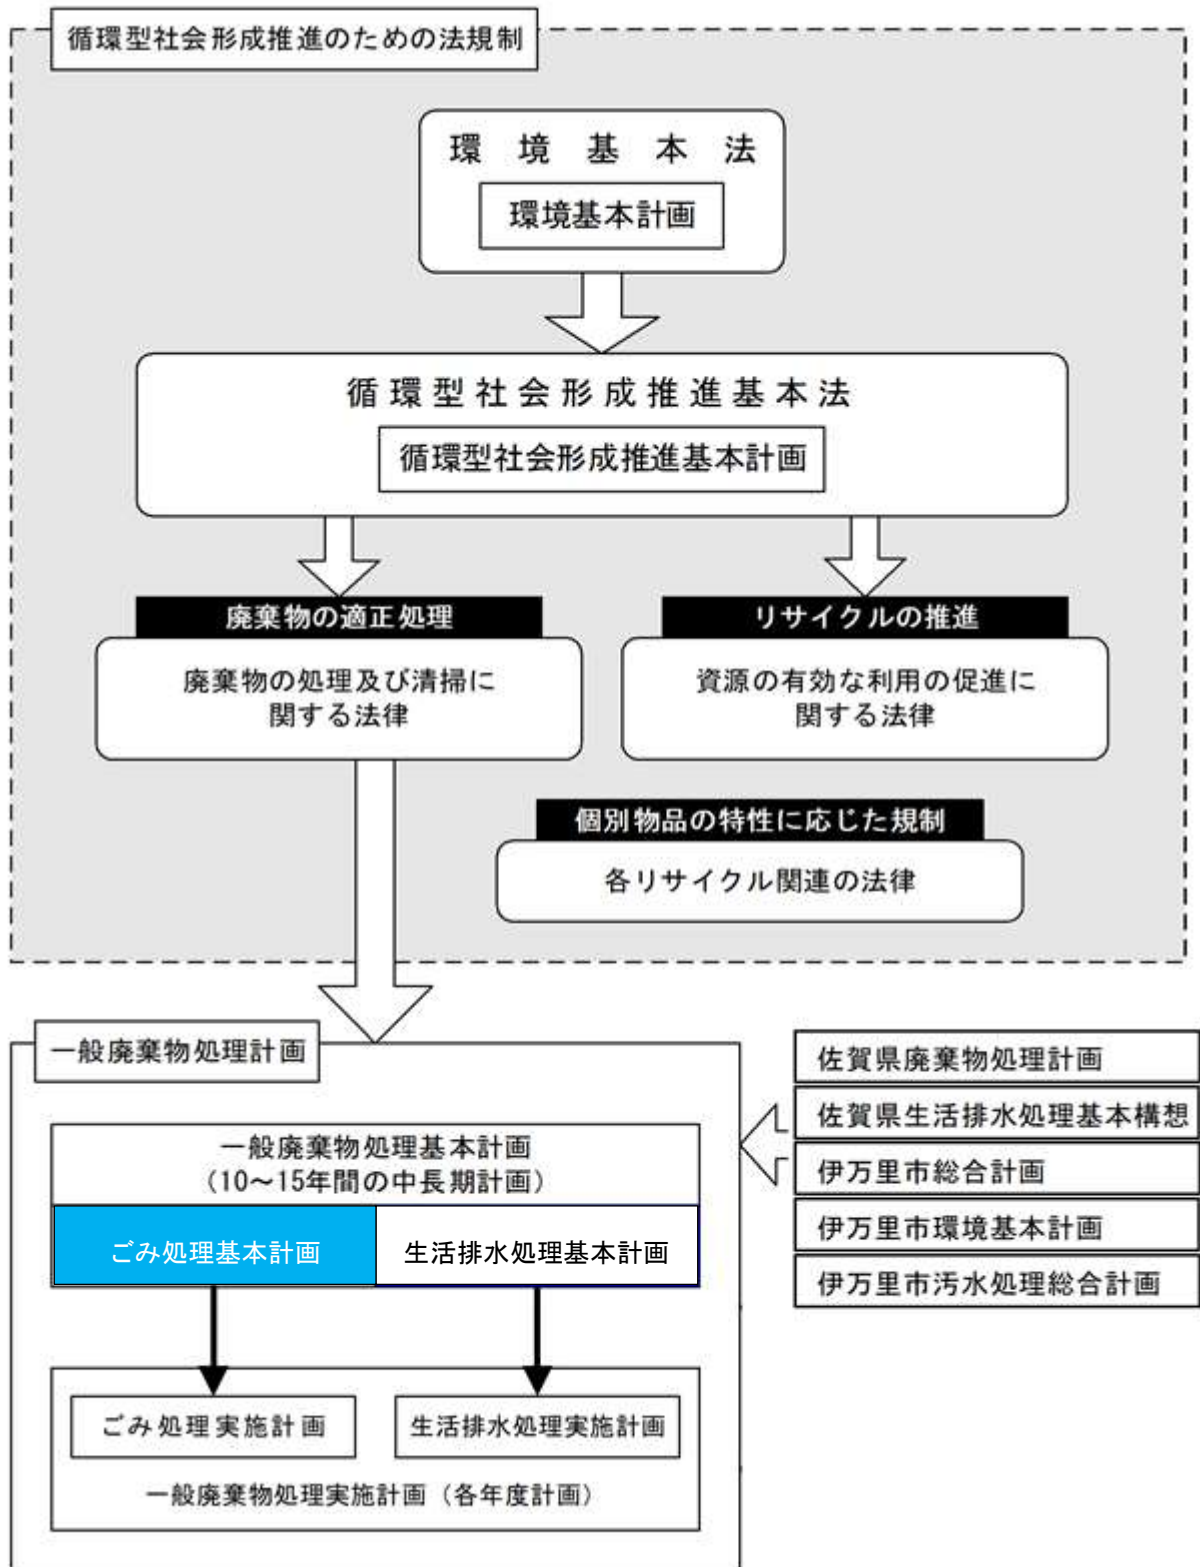 循環型社会形成推進のための法規制
環境基本法
環境基本計画
循環型社会形成推進基本法
循環型社会形成推進基本計画
廃棄物の適正処理
廃棄物の処理及び清掃に
関する法律
リサイクルの推進
資源の有効な利用の促進に
関する法律
個別物品の特性に応じた規制
各リサイクル関連の法律
一般廃棄物処理計画
一般廃棄物処理基本計画
（10～15年間の中長期計画）
ごみ処理基本計画
生活排水処理基本計画
ごみ処理実施計画
生活排水処理実施計画
一般廃棄物処理実施計画（各年度計画）
佐賀県廃棄物処理計画
佐賀県生活排水処理基本構想
伊万里市総合計画
伊万里市環境基本計画
伊万里市汚水処理総合計画